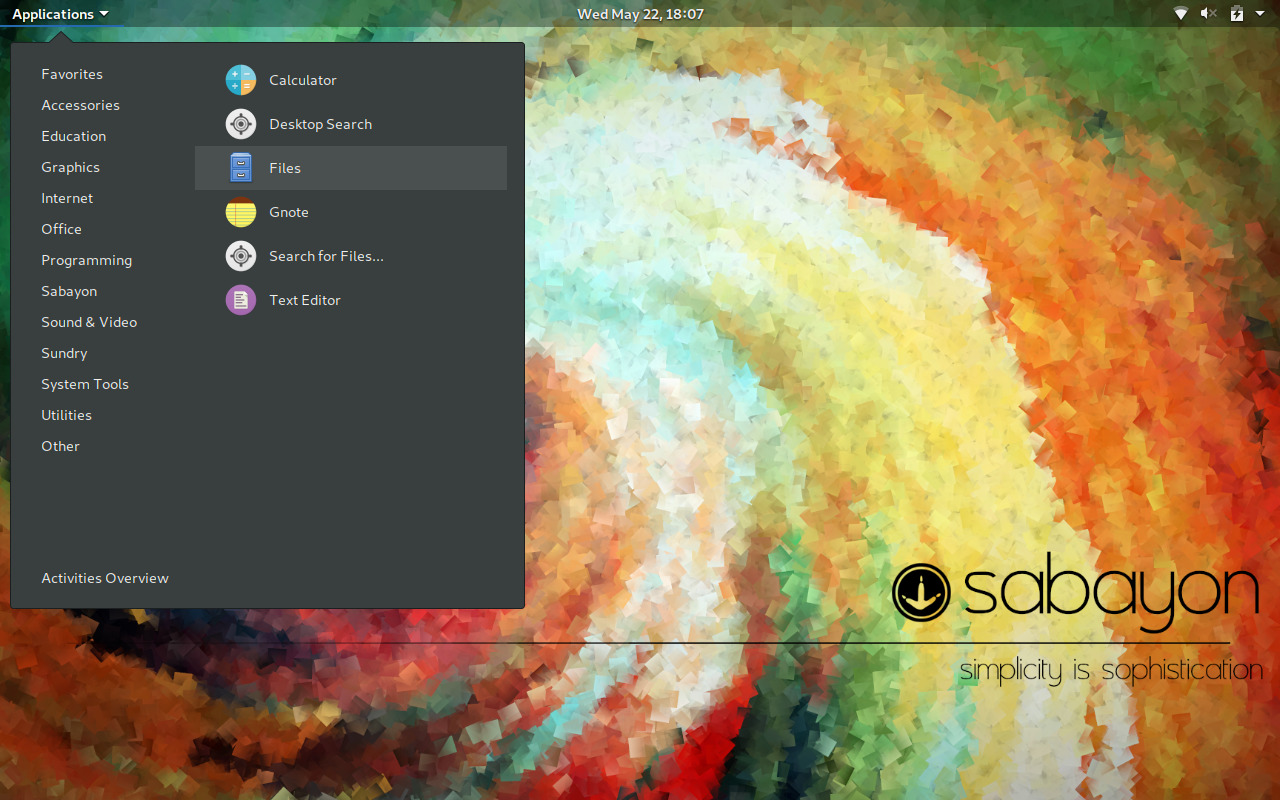 Applications
Wed May 22, 18:07
Favorites
Accessories
Education
Graphics
Internet
Office
Programming
Sabayon
Sound & Video
Sundry
System Tools
Utilities
Other
Activities Overview
Calculator
Desktop Search
Files
Gnote
Search for Files...
Text Editor
sabayon
simplicity is sophistication